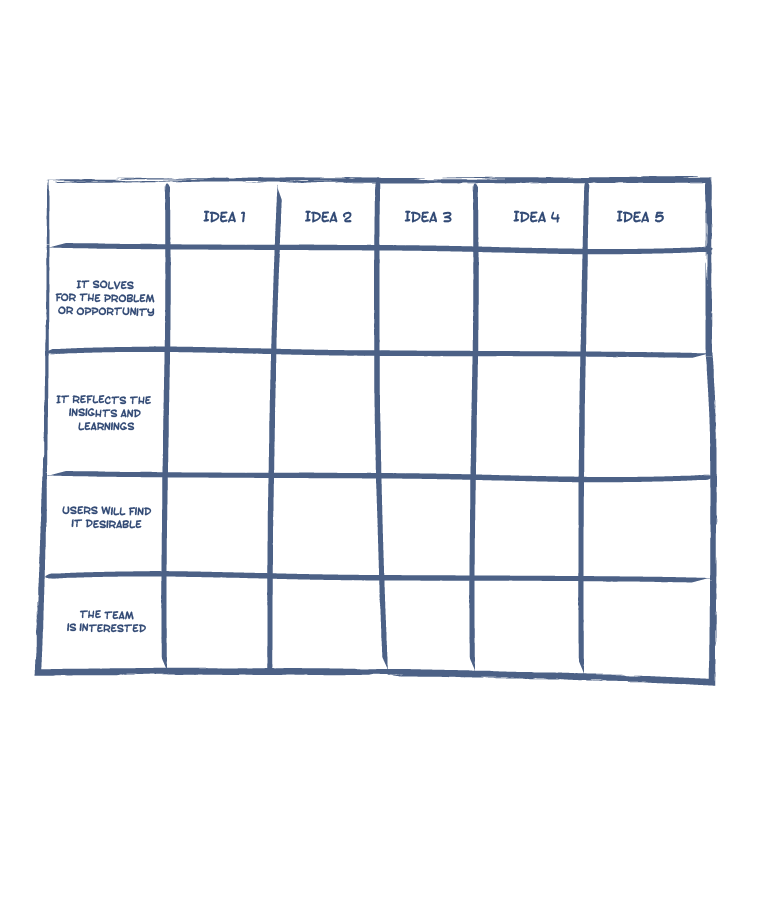 IDEA 1 IDEA 2 IDEA 3 IDEA 4 IDEA 5
IT SOLVES
FOR THE PROBLEM
OR OPPORTUNITY
IT REFLECTS THE
INSIGHTS AND
LEARNINGS
USERS WILL FIND
IT DESIRABLE
THE TEAM
IS INTERESTED